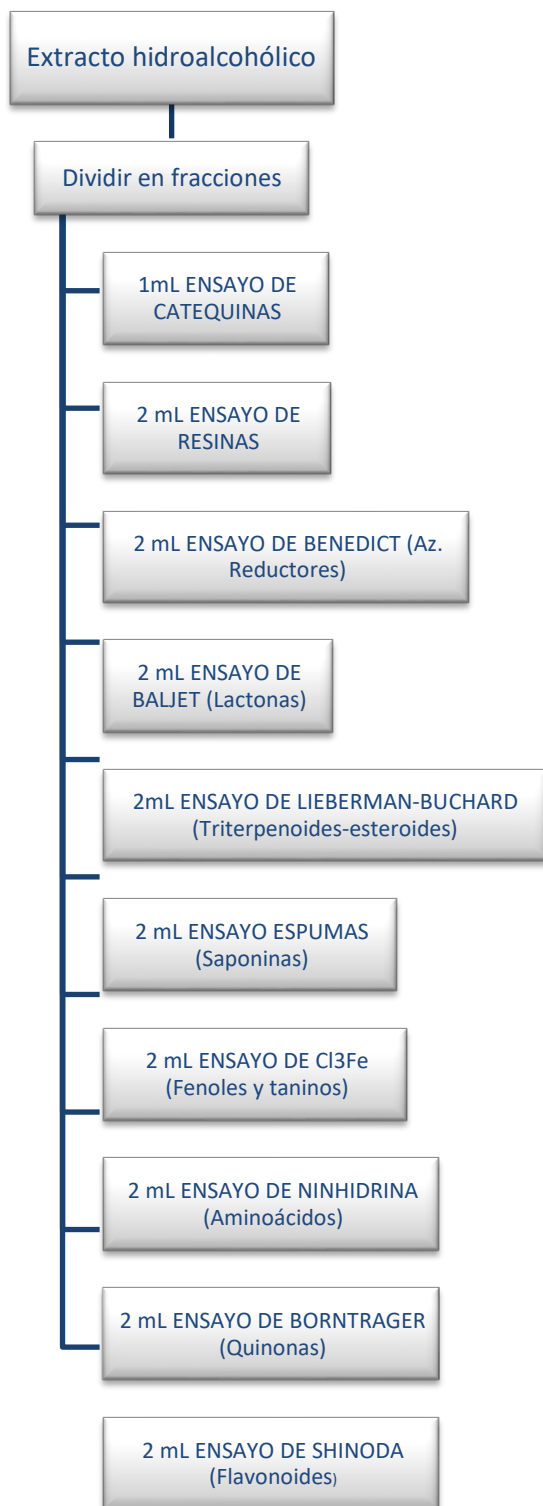 Extracto hidroalcohólico
Dividir en fracciones
1mL ENSAYO DE
CATEQUINAS
2 mL ENSAYO DE
RESINAS
2 mL ENSAYO DE BENEDICT (Az.
Reductores)
2 mL ENSAYO DE
BALJET (Lactonas)
2mL ENSAYO DE LIEBERMAN-BUCHARD
(Triterpenoides-esteroides)
2 mL ENSAYO ESPUMAS
(Saponinas)
2 mL ENSAYO DE Cl3Fe
(Fenoles y taninos)
2 mL ENSAYO DE NINHIDRINA
(Aminoácidos)
2 mL ENSAYO DE BORNTRAGER
(Quinonas)
2 mL ENSAYO DE SHINODA
(Flavonoides)